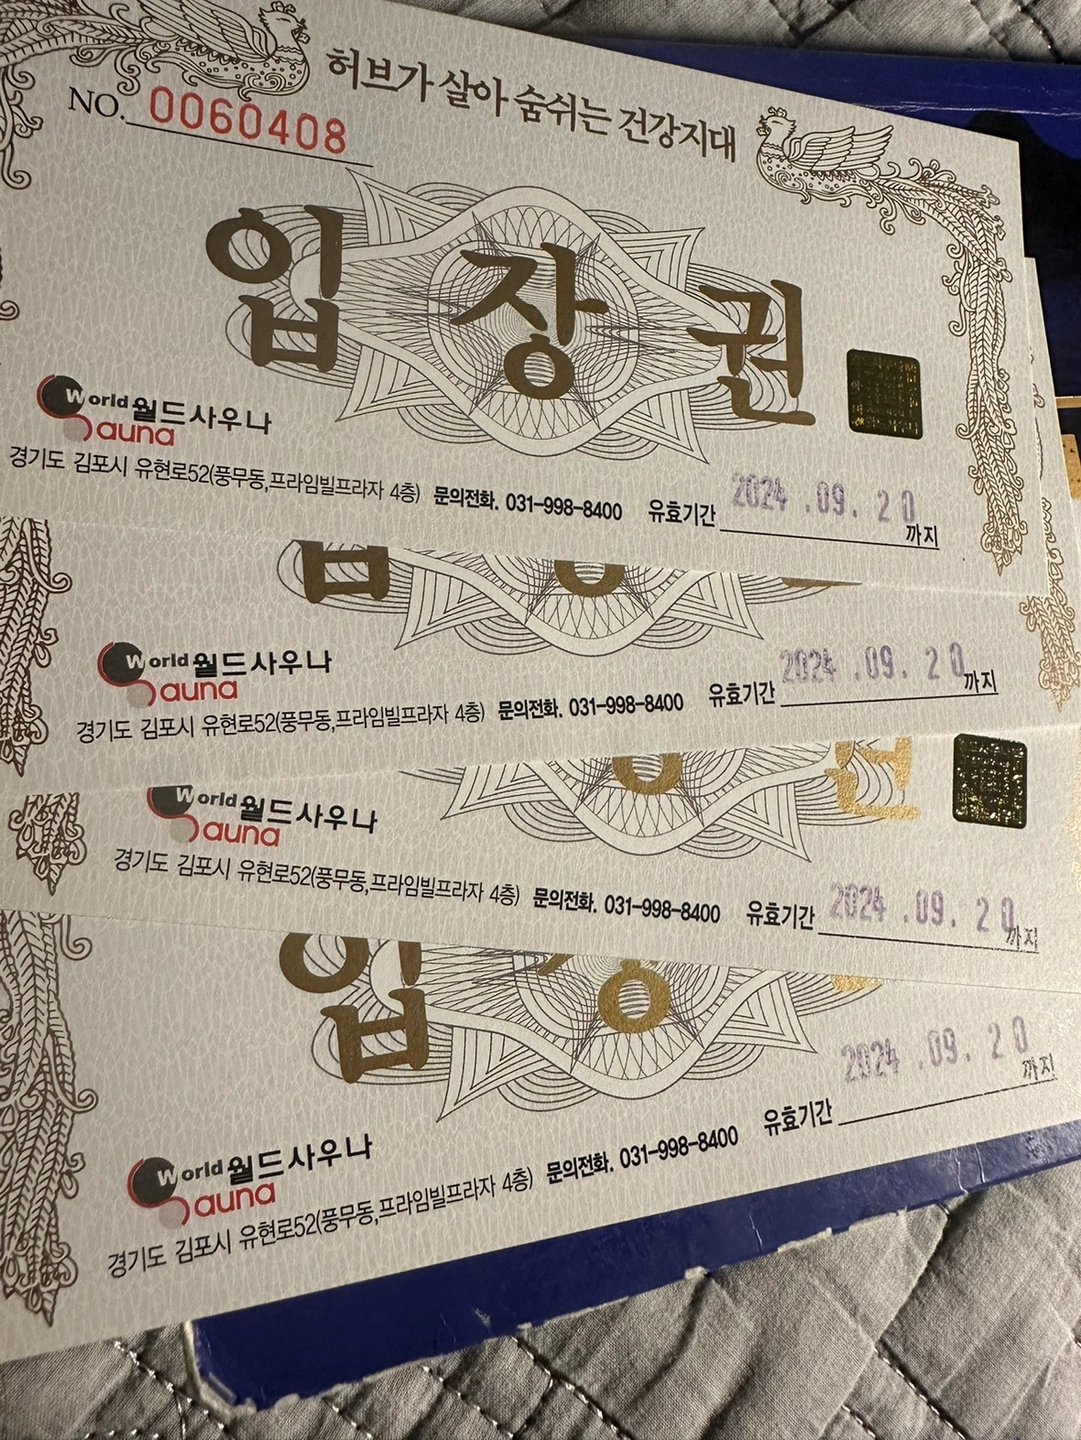 허브가 살아 숨쉬는 건강지대
NO. 0060408
입장권
World 월드사우나
Sauna
경기도 김포시 유현로52(풍무동,프라임빌프라자 4층) 문의전화. 031-998-8400 유효기간 2024.09.20 까지
World 월드사우나
Sauna
경기도 김포시 유현로52(풍무동,프라임빌프라자 4층) 문의전화. 031-998-8400 유효기간 2024.09.20 까지
World 월드사우나
Sauna
경기도 김포시 유현로52(풍무동,프라임빌프라자 4층) 문의전화. 031-998-8400 유효기간 2024.09.20 까지
입장
World 월드사우나
Sauna
경기도 김포시 유현로52(풍무동,프라임빌프라자 4층) 문의전화. 031-998-8400 유효기간 2024.09.20 까지